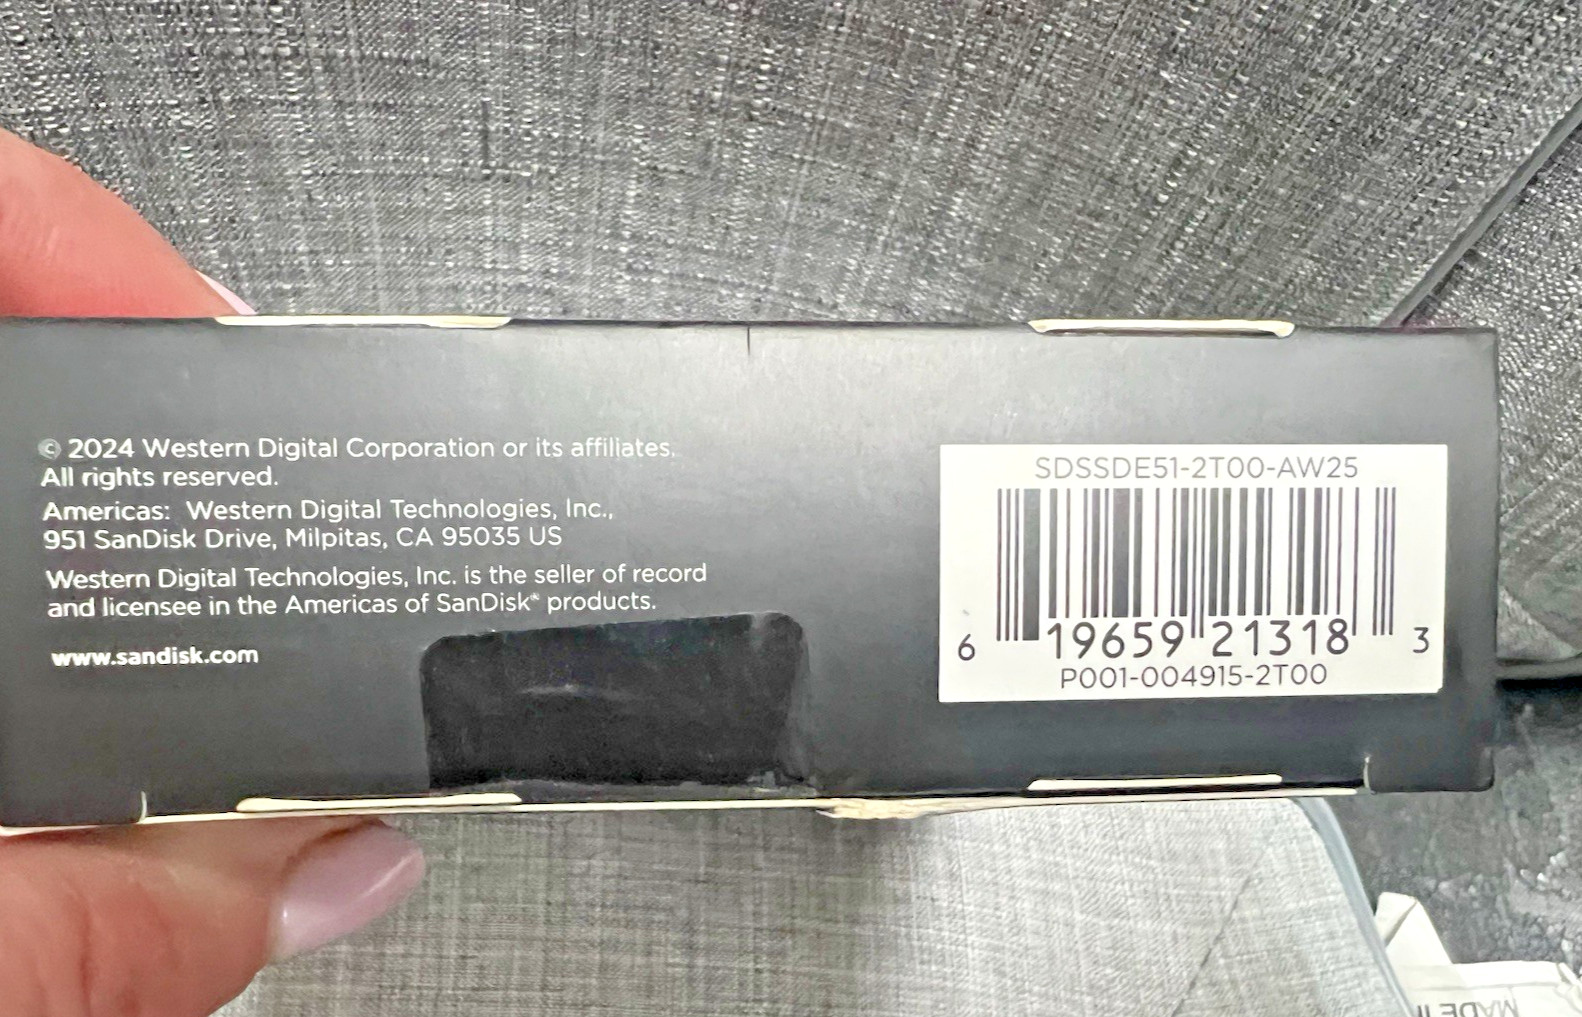 © 2024 Western Digital Corporation or its affiliates.
All rights reserved.
Americas: Western Digital Technologies, Inc.,
951 SanDisk Drive, Milpitas, CA 95035 US
Western Digital Technologies, Inc. is the seller of record
and licensee in the Americas of SanDisk® products.
www.sandisk.com
SDSSDE51-2T00-AW25
6 19659 21318 3
P001-004915-2T00
MADE